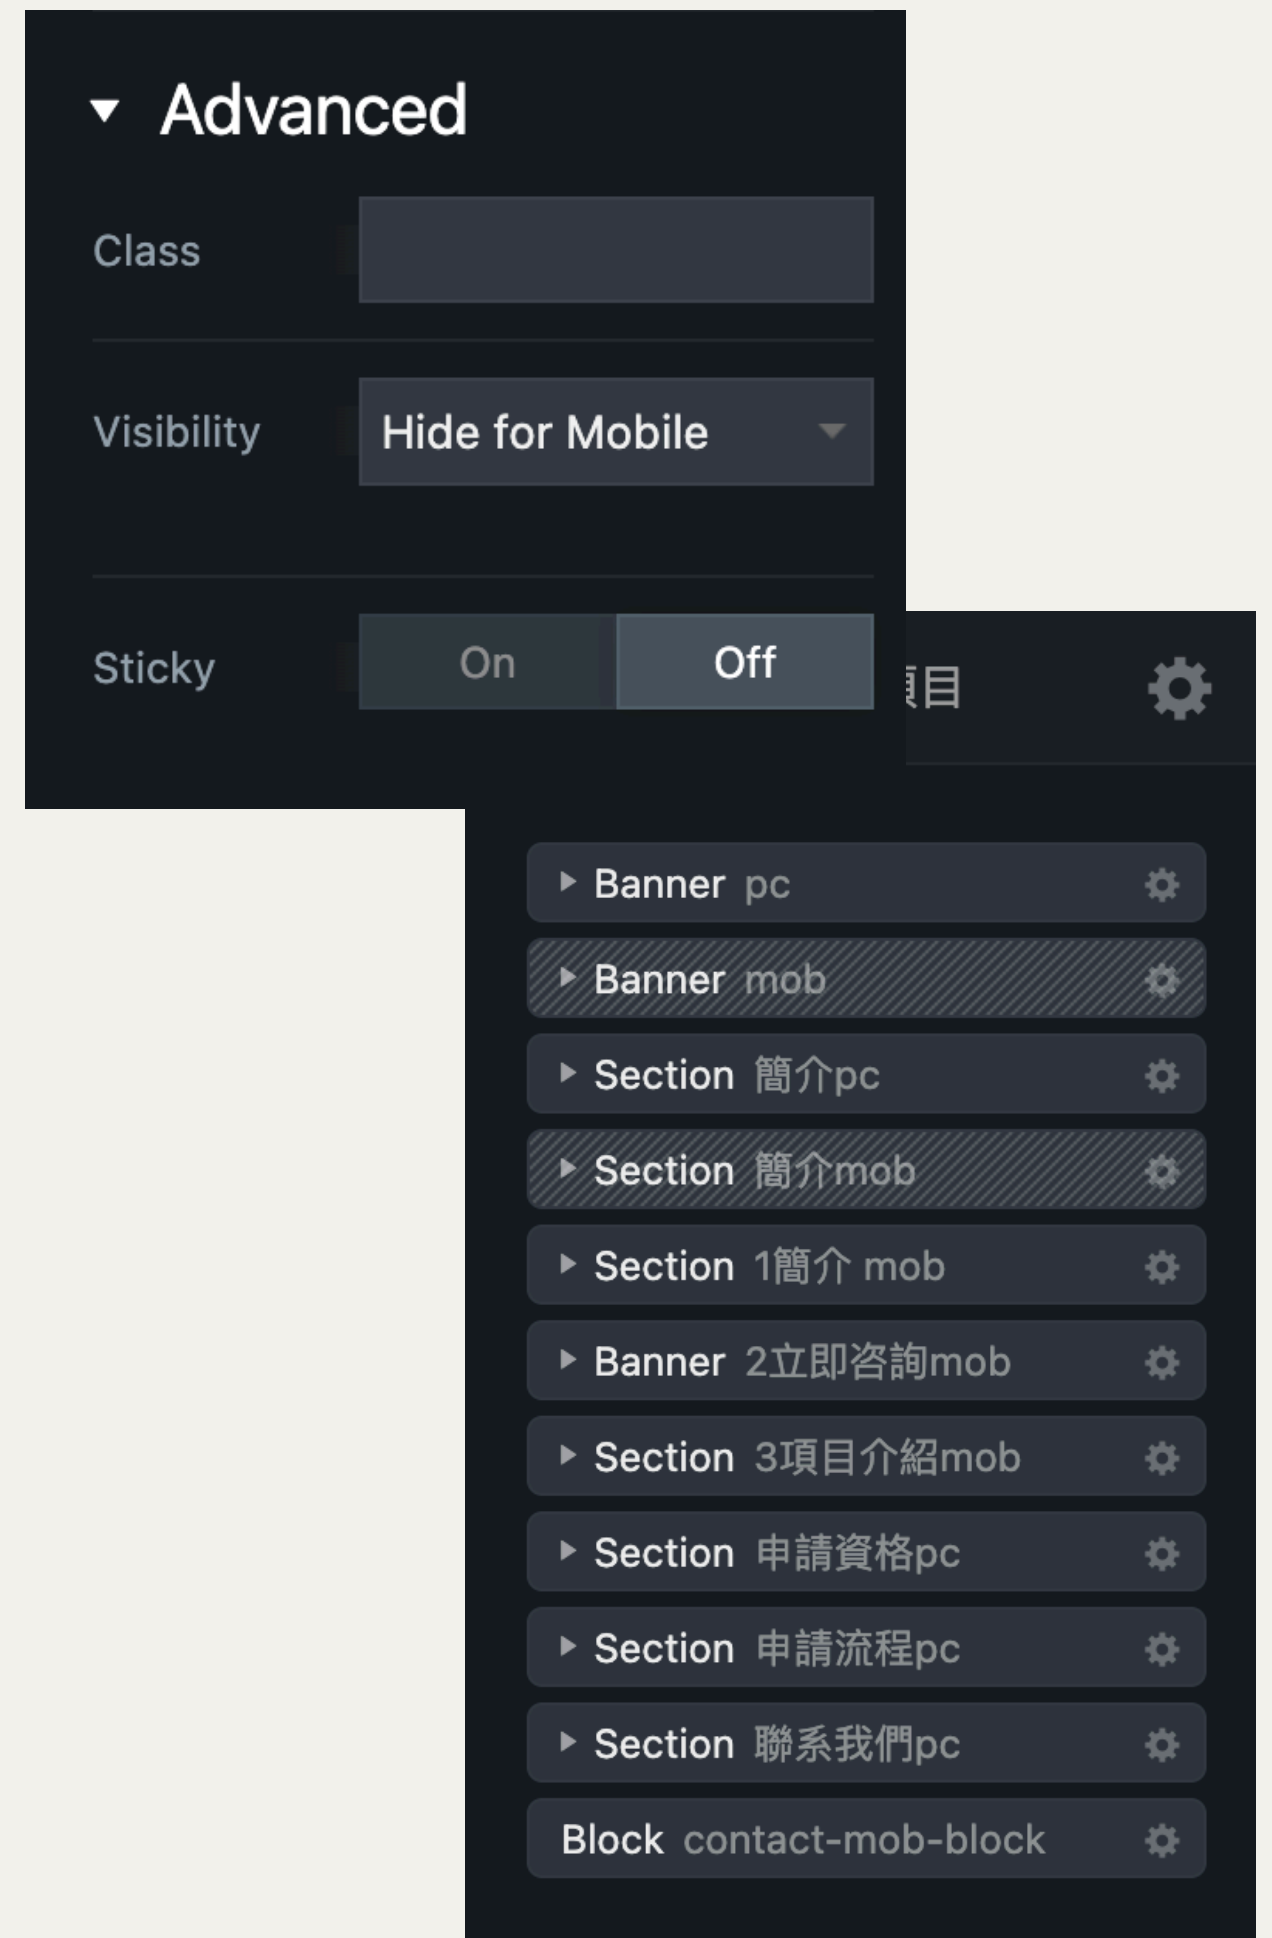 Advanced
Class
Visibility Hide for Mobile
Sticky On Off
目
Banner pc
Banner mob
Section 簡介pc
Section 簡介mob
Section 1簡介 mob
Banner 2立即咨詢mob
Section 3項目介紹mob
Section 申請資格pc
Section 申請流程pc
Section 聯系我們pc
Block contact-mob-block